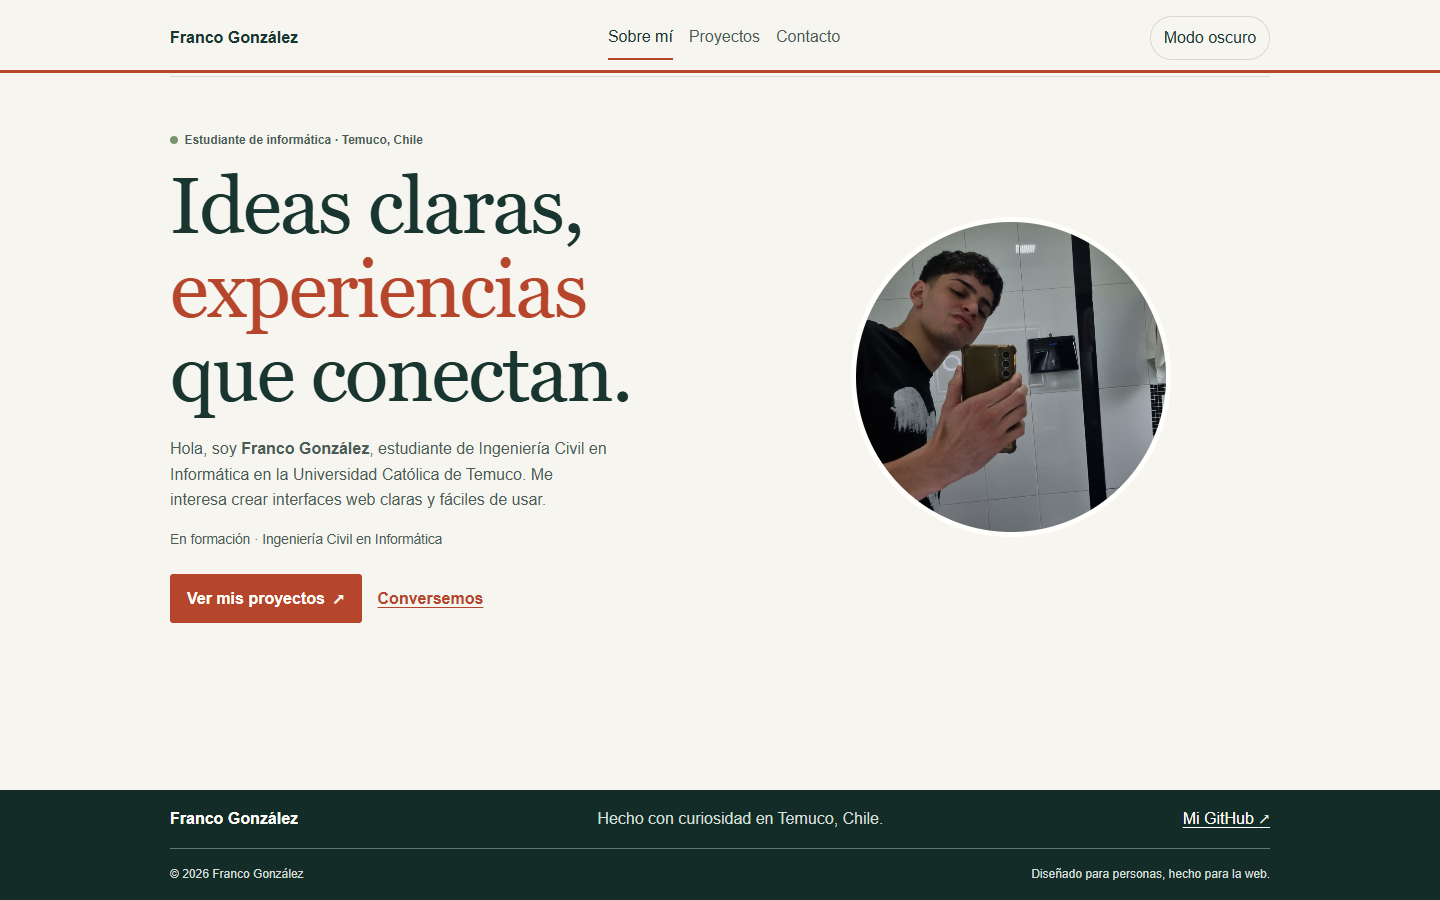 Franco González
Sobre mí Proyectos Contacto
Modo oscuro
Estudiante de informática · Temuco, Chile
Ideas claras,
experiencias
que conectan.
Hola, soy Franco González, estudiante de Ingeniería Civil en
Informática en la Universidad Católica de Temuco. Me
interesa crear interfaces web claras y fáciles de usar.
En formación · Ingeniería Civil en Informática
Ver mis proyectos ↗ Conversemos
Franco González
Hecho con curiosidad en Temuco, Chile.
Mi GitHub ↗
© 2026 Franco González
Diseñado para personas, hecho para la web.